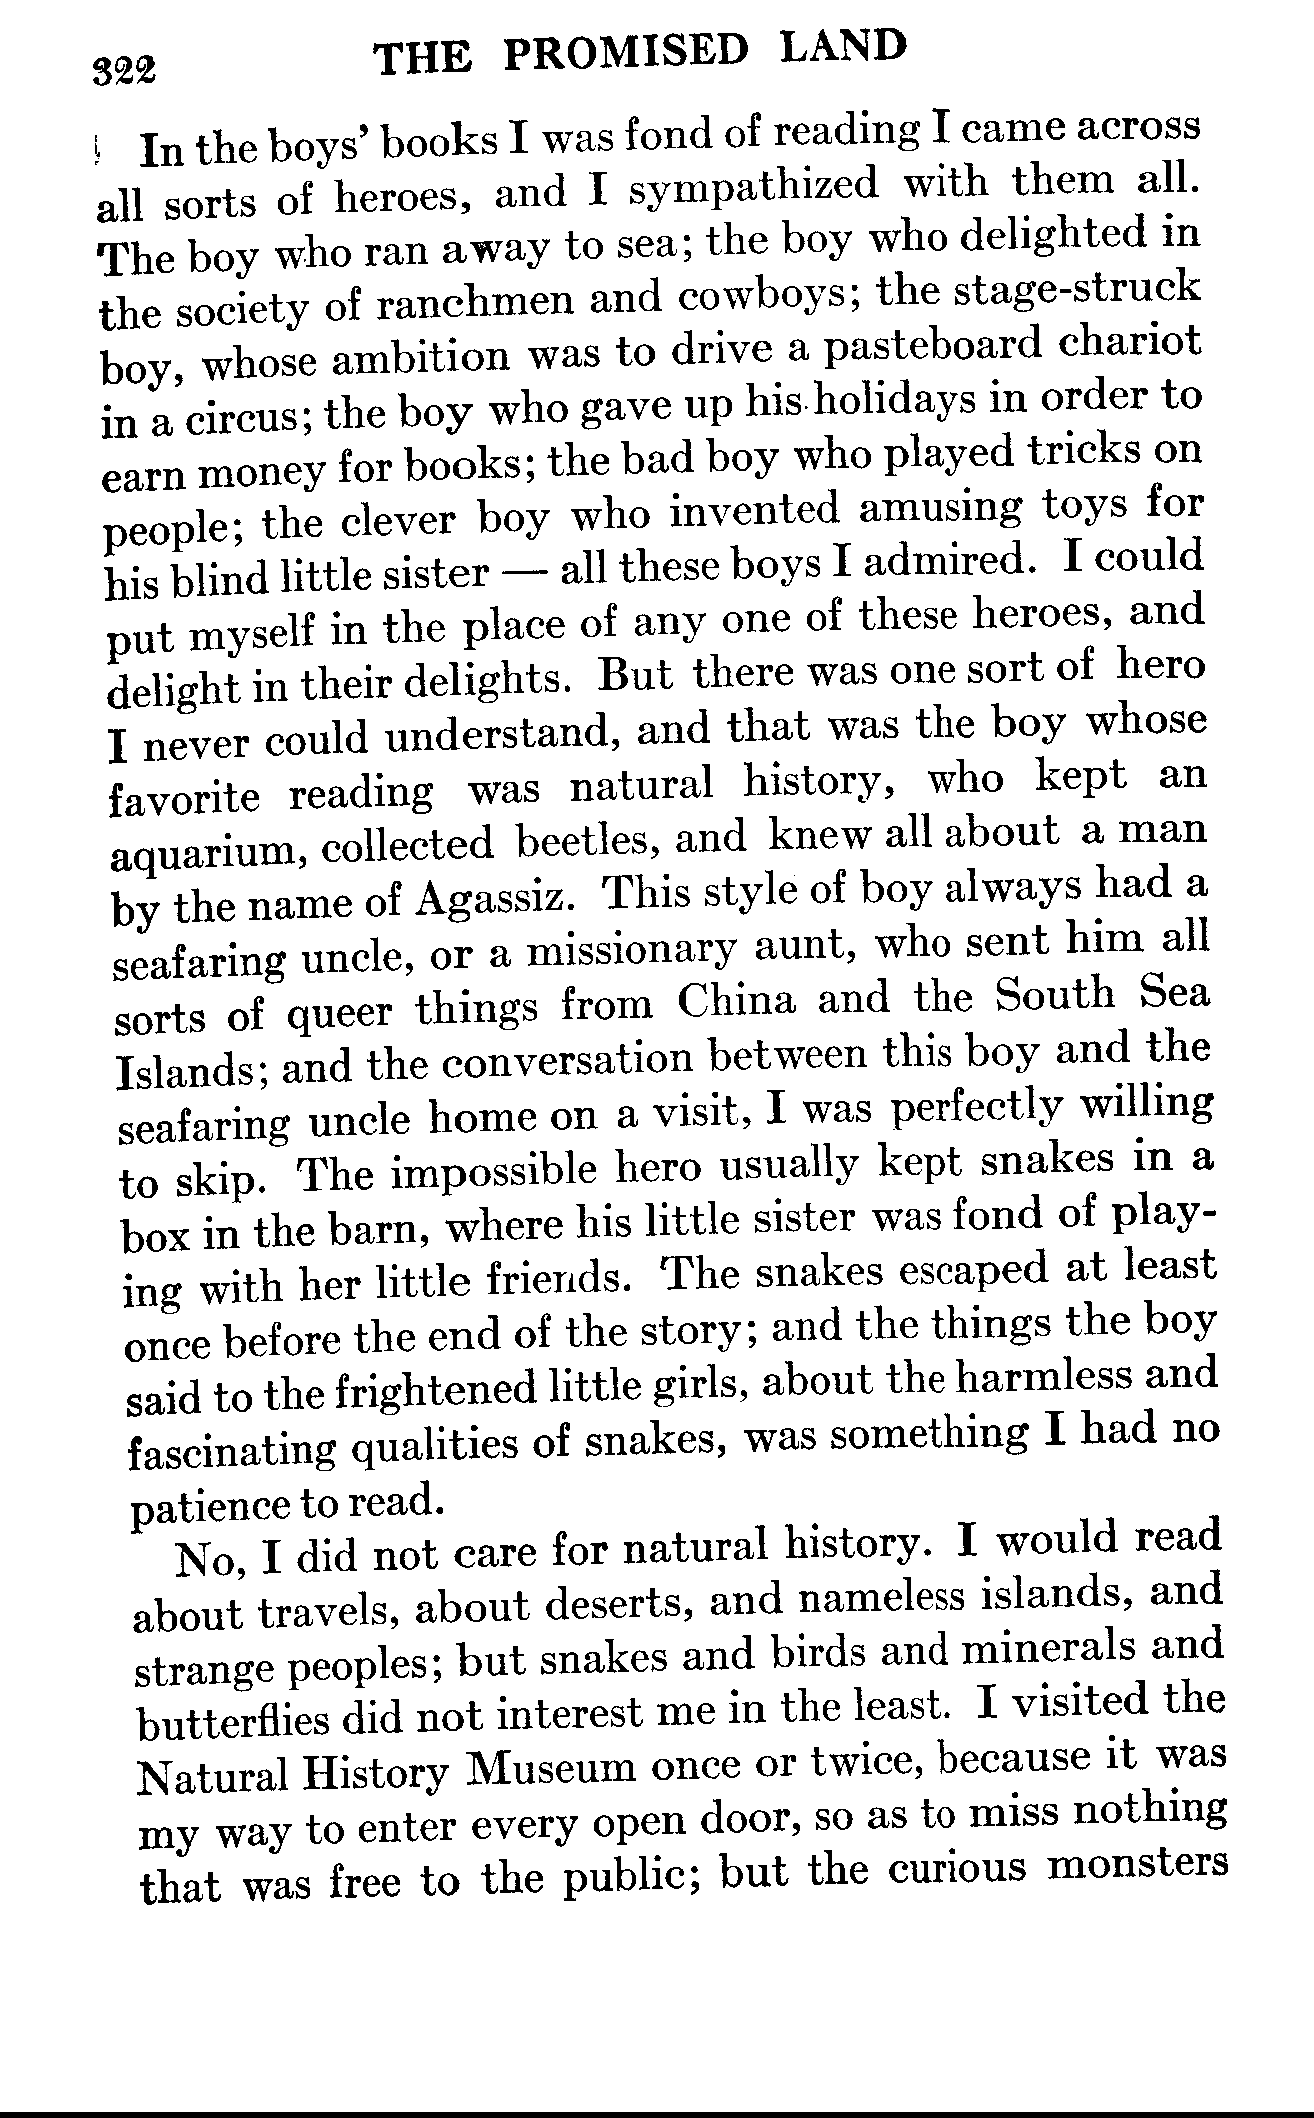 322 THE PROMISED LAND
In the boys' books I was fond of reading I came across
all sorts of heroes, and I sympathized with them all.
The boy who ran away to sea; the boy who delighted in
the society of ranchmen and cowboys; the stage-struck
boy, whose ambition was to drive a pasteboard chariot
in a circus; the boy who gave up his holidays in order to
earn money for books; the bad boy who played tricks on
people; the clever boy who invented amusing toys for
his blind little sister — all these boys I admired. I could
put myself in the place of any one of these heroes, and
delight in their delights. But there was one sort of hero
I never could understand, and that was the boy whose
favorite reading was natural history, who kept an
aquarium, collected beetles, and knew all about a man
by the name of Agassiz. This style of boy always had a
seafaring uncle, or a missionary aunt, who sent him all
sorts of queer things from China and the South Sea
Islands; and the conversation between this boy and the
seafaring uncle home on a visit, I was perfectly willing
to skip. The impossible hero usually kept snakes in a
box in the barn, where his little sister was fond of play-
ing with her little friends. The snakes escaped at least
once before the end of the story; and the things the boy
said to the frightened little girls, about the harmless and
fascinating qualities of snakes, was something I had no
patience to read.
No, I did not care for natural history. I would read
about travels, about deserts, and nameless islands, and
strange peoples; but snakes and birds and minerals and
butterflies did not interest me in the least. I visited the
Natural History Museum once or twice, because it was
my way to enter every open door, so as to miss nothing
that was free to the public; but the curious monsters